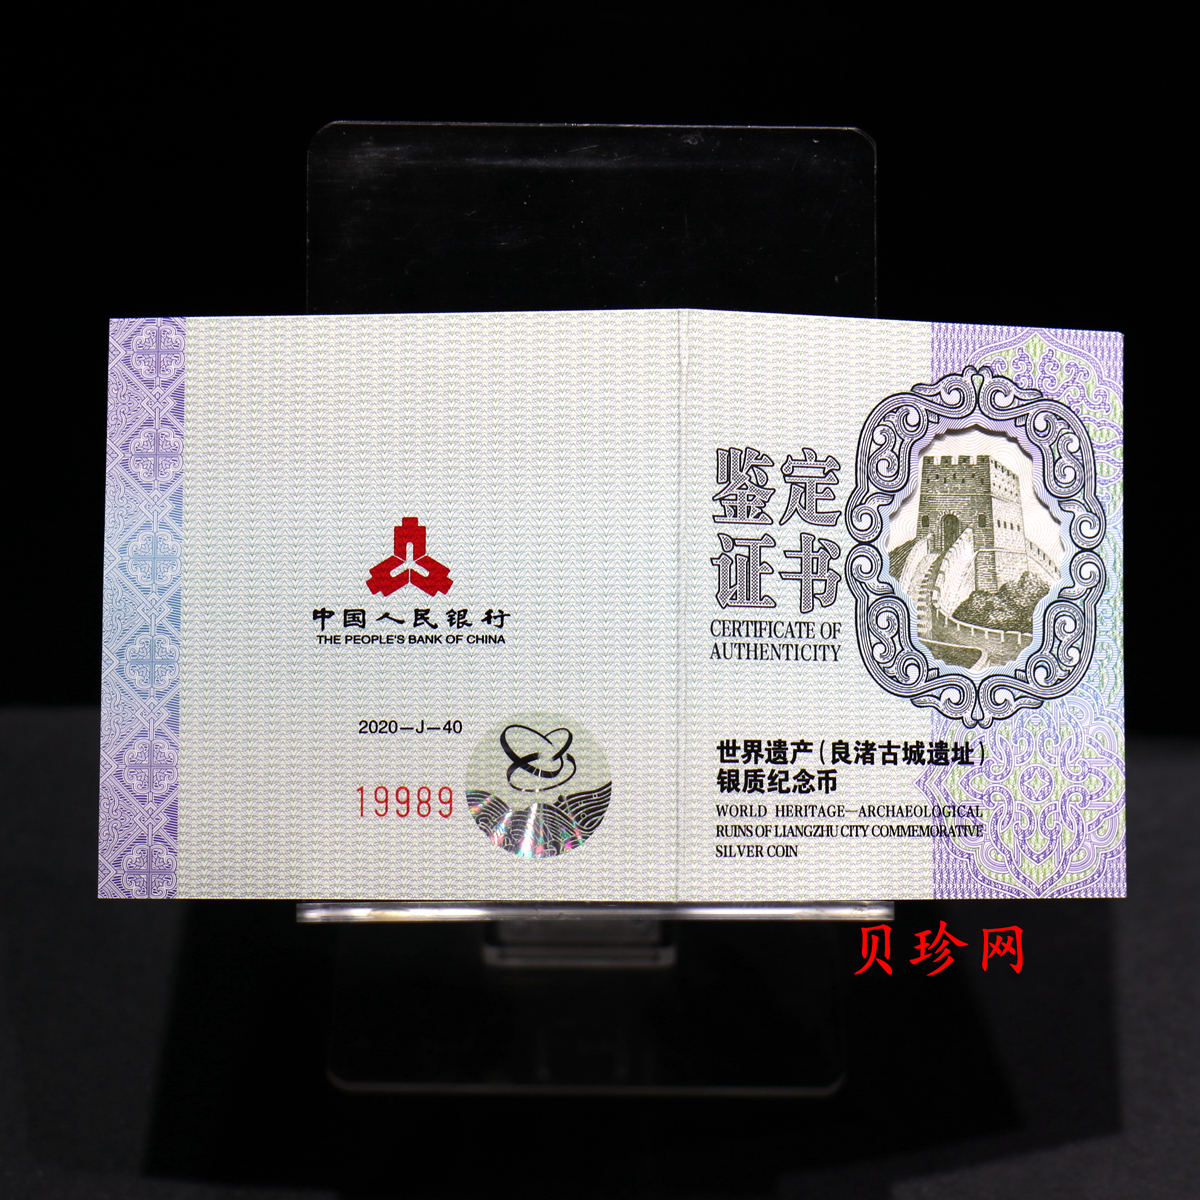 中国人民银行
THE PEOPLE'S BANK OF CHINA
2020-J-40
19989
鉴定
证书
CERTIFICATE OF
AUTHENTICITY
世界遗产(良渚古城遗址)
银质纪念币
WORLD HERITAGE—ARCHAEOLOGICAL
RUINS OF LIANGZHU CITY COMMEMORATIVE
SILVER COIN
贝珍网